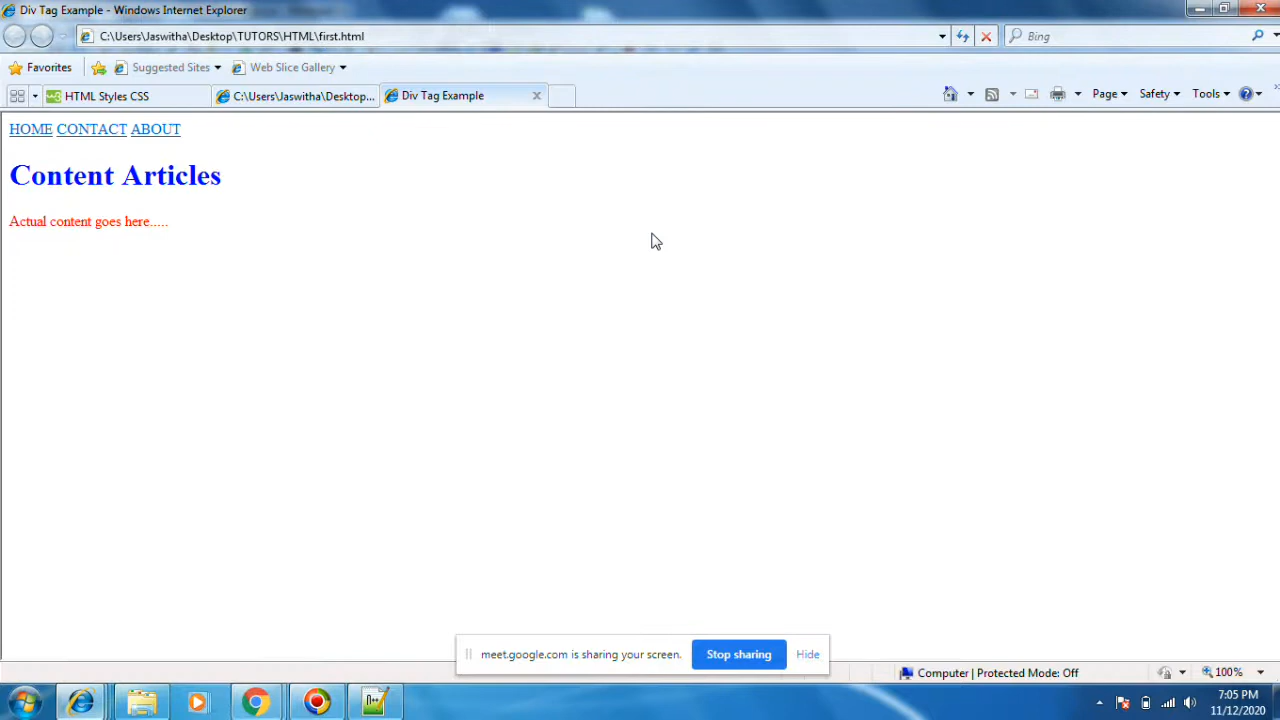 Div Tag Example - Windows Internet Explorer
C:\Users\Jaswitha\Desktop\TUTORS\HTML\first.html
Bing
Favorites Suggested Sites Web Slice Gallery
HTML Styles CSS C:\Users\Jaswitha\Desktop... Div Tag Example Page Safety Tools
HOME CONTACT ABOUT
Content Articles
Actual content goes here.....
meet.google.com is sharing your screen. Stop sharing Hide
Computer | Protected Mode: Off 100%
7:05 PM
11/12/2020